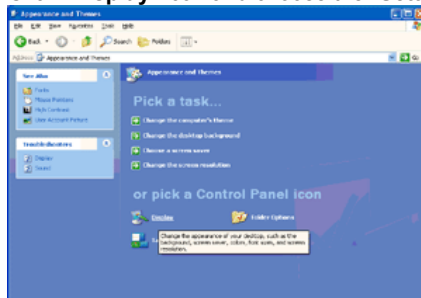 Appearance and Themes
File Edit View Favorites Tools Help
Back Search Folders
Address Appearance and Themes Go
See Also
Fonts
Mouse Pointers
High Contrast
User Account Picture
Troubleshooters
Display
Sound
Appearance and Themes
Pick a task...
Change the computer's theme
Change the desktop background
Choose a screen saver
Change the screen resolution
or pick a Control Panel icon
Display Folder Options
Change the appearance of your desktop, such as the
background, screen saver, colors, font sizes, and screen
resolution.